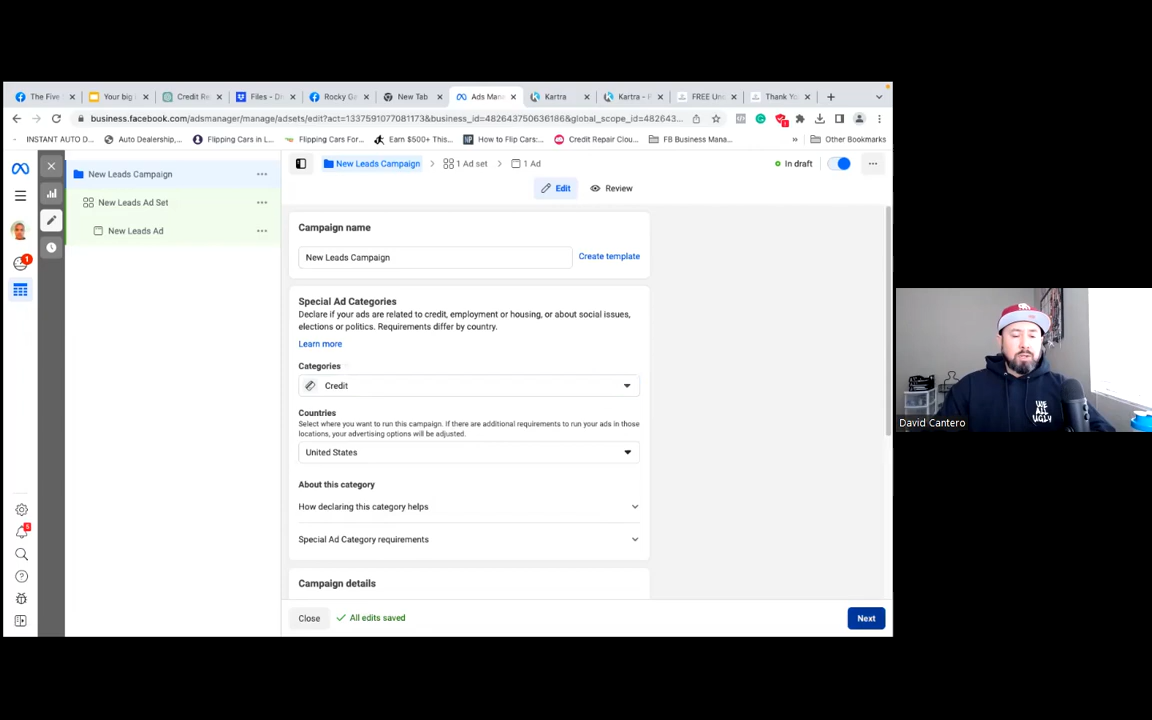 The Five
Your big
Credit Re
Files - D
Rocky Ga
New Tab
Ads Man
Kartra
Kartra - F
FREE Un
Thank Yo
business.facebook.com/adsmanager/manage/adsets/edit?act=1337591077081173&business_id=482643750636186&global_scope_id=482643...
INSTANT AUTO D...
Auto Dealership,...
Flipping Cars in L...
Flipping Cars For...
Earn $500+ This...
How to Flip Cars:...
Credit Repair Clou...
FB Business Mana...
Other Bookmarks
New Leads Campaign
New Leads Ad Set
New Leads Ad
New Leads Campaign
1 Ad set
1 Ad
In draft
Edit
Review
Campaign name
New Leads Campaign
Create template
Special Ad Categories
Declare if your ads are related to credit, employment or housing, or about social issues,
elections or politics. Requirements differ by country.
Learn more
Categories
Credit
Countries
Select where you want to run this campaign. If there are additional requirements to run your ads in those
locations, your advertising options will be adjusted.
United States
About this category
How declaring this category helps
Special Ad Category requirements
Campaign details
Close
All edits saved
Next
WE
ALL
UGLY
David Cantero